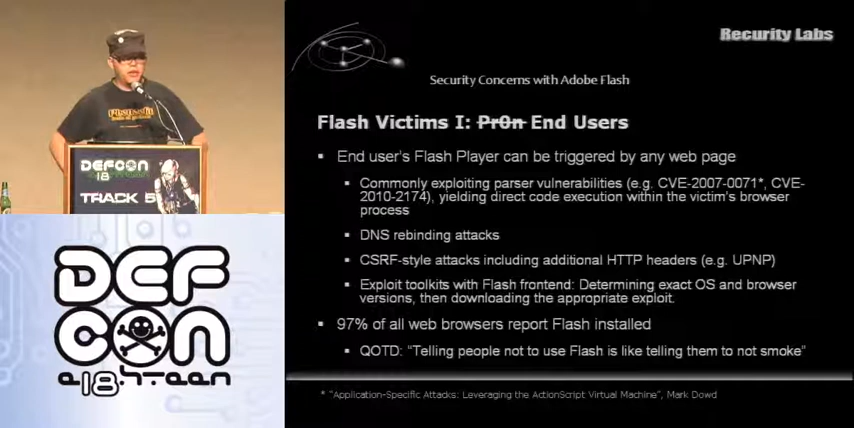 Recurity Labs
Security Concerns with Adobe Flash
Flash Victims I: Pr0n End Users
End user's Flash Player can be triggered by any web page
Commonly exploiting parser vulnerabilities (e.g. CVE-2007-0071*, CVE-
2010-2174), yielding direct code execution within the victim's browser
process
DNS rebinding attacks
CSRF-style attacks including additional HTTP headers (e.g. UPNP)
Exploit toolkits with Flash frontend: Determining exact OS and browser
versions, then downloading the appropriate exploit.
97% of all web browsers report Flash installed
QOTD: "Telling people not to use Flash is like telling them to not smoke"
* "Application-Specific Attacks: Leveraging the ActionScript Virtual Machine", Mark Dowd
DEFCON
18
TRACK 5
DEF
CON
e18.hteen